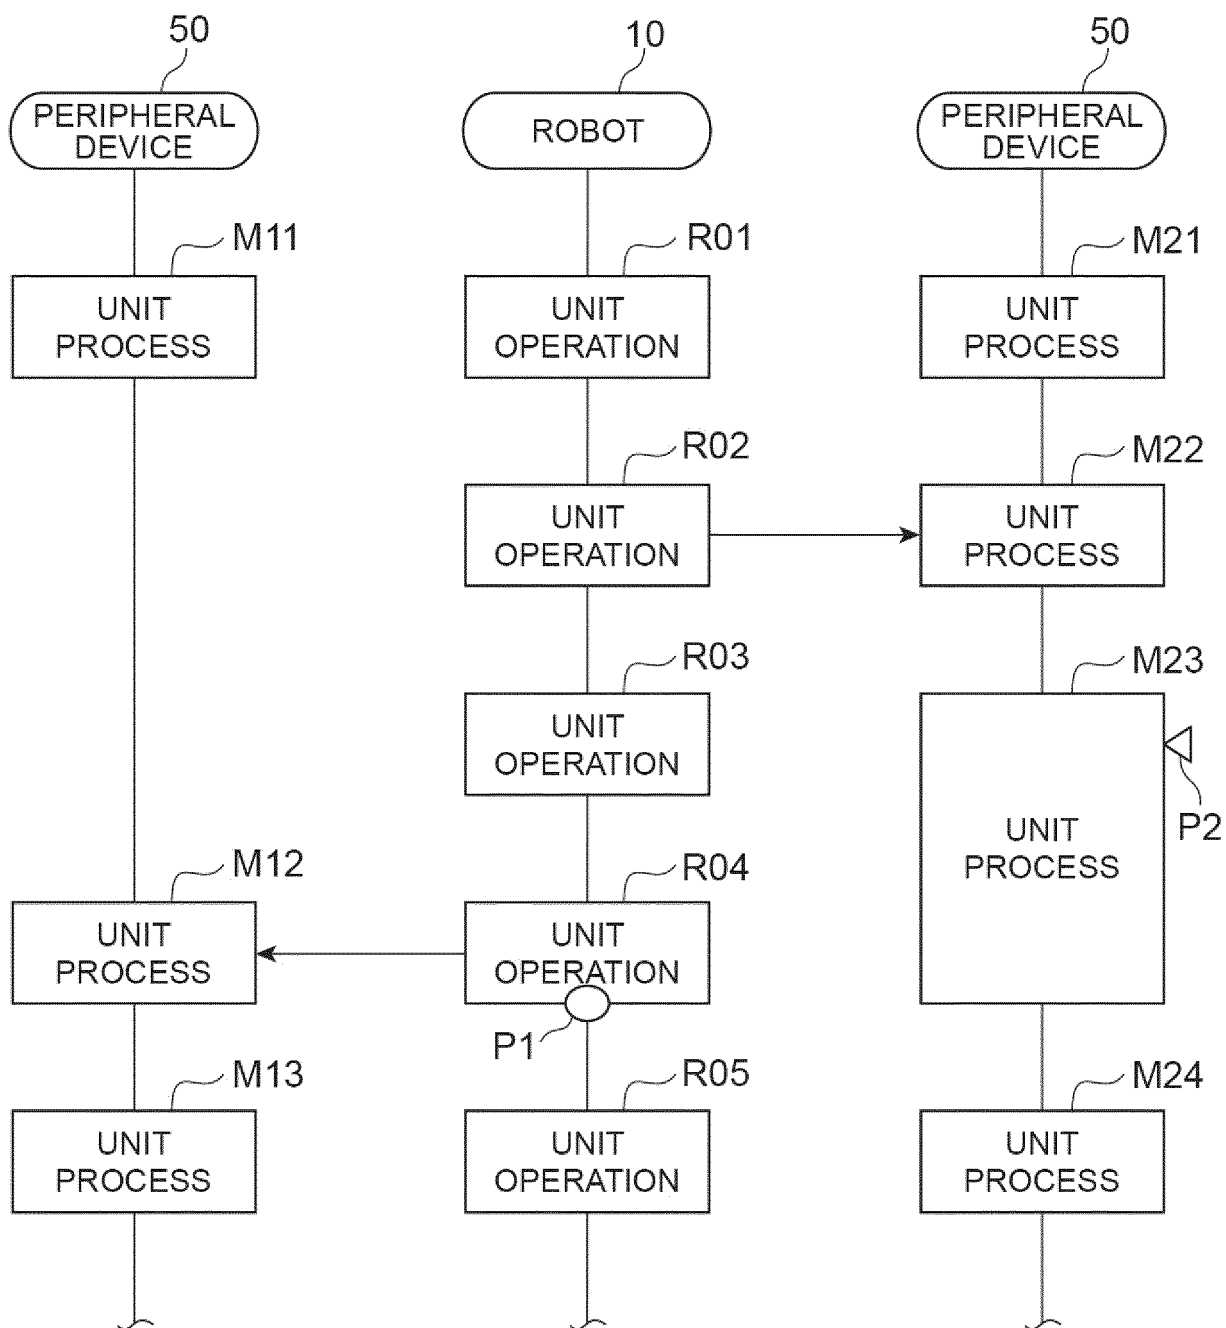 50
10
50
PERIPHERAL
DEVICE
ROBOT
PERIPHERAL
DEVICE
M11
R01
M21
UNIT
PROCESS
UNIT
OPERATION
UNIT
PROCESS
R02
M22
UNIT
OPERATION
UNIT
PROCESS
R03
M23
UNIT
OPERATION
P2
UNIT
PROCESS
M12
R04
UNIT
PROCESS
UNIT
OPERATION
P1
M13
R05
M24
UNIT
PROCESS
UNIT
OPERATION
UNIT
PROCESS